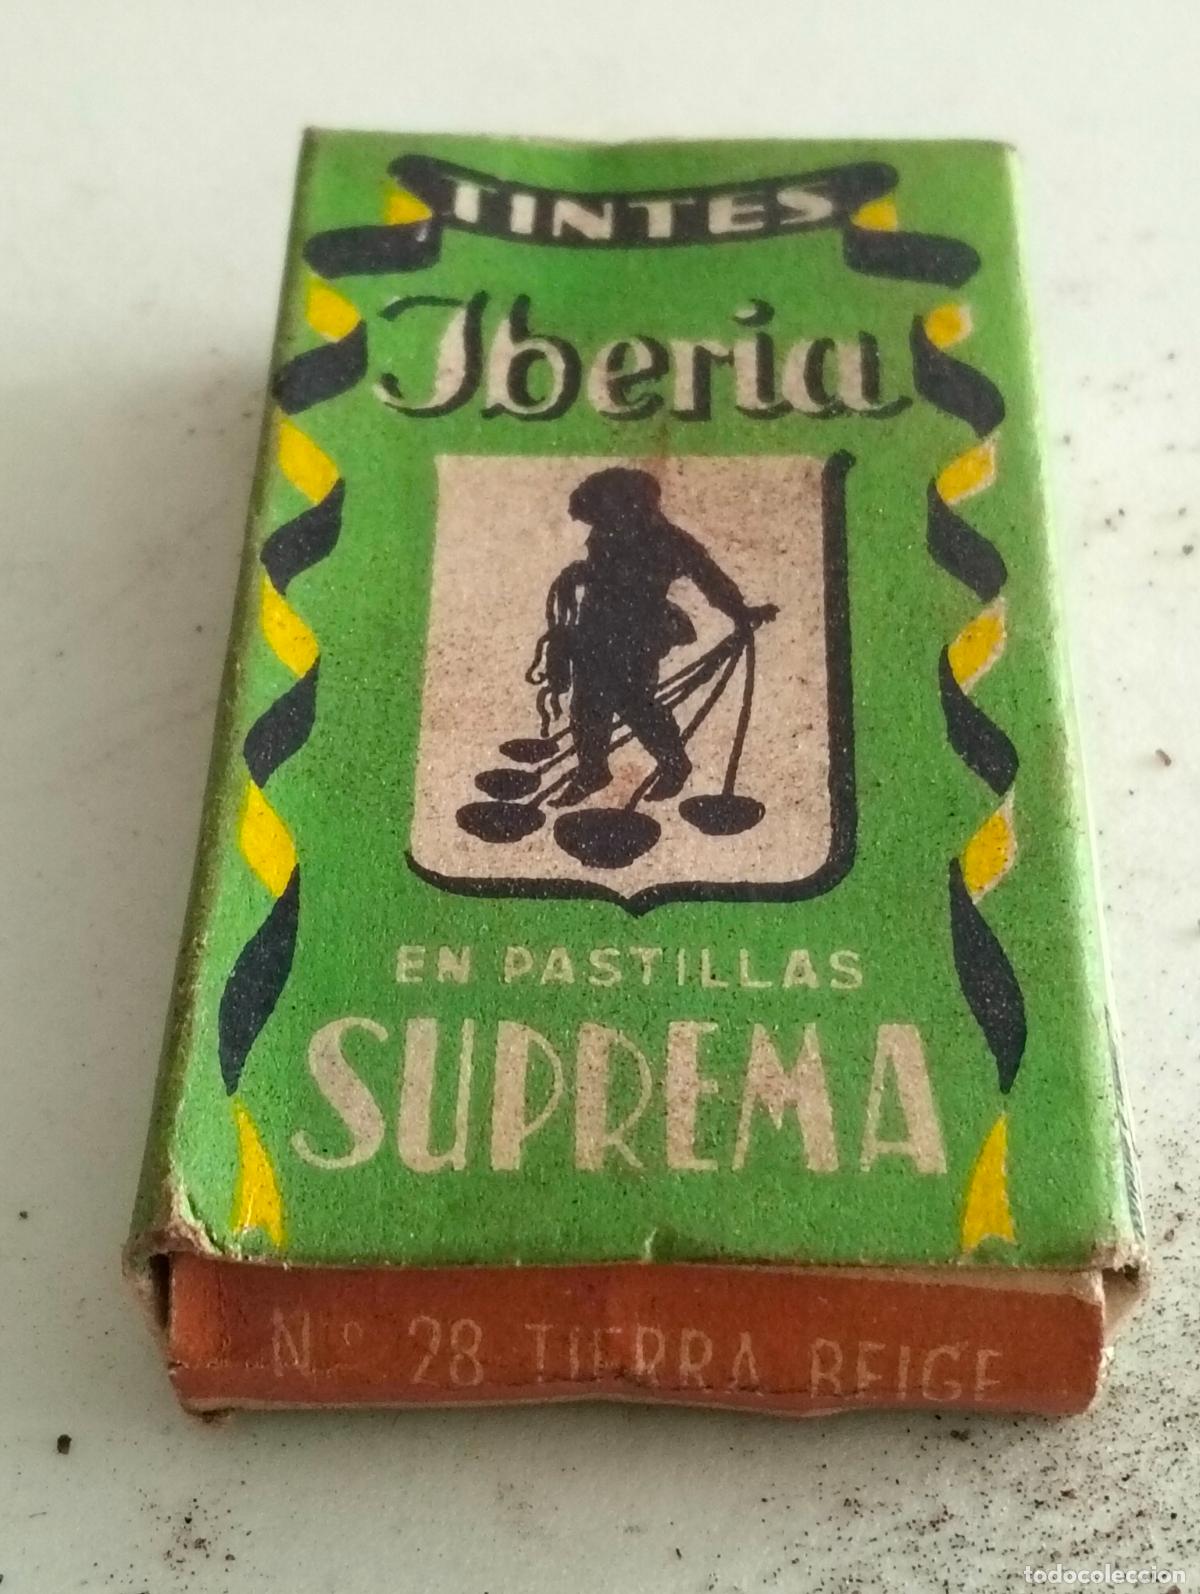 TINTES
Iberia
EN PASTILLAS
SUPREMA
Nº 28 TIERRA BEIGE
todocoleccion